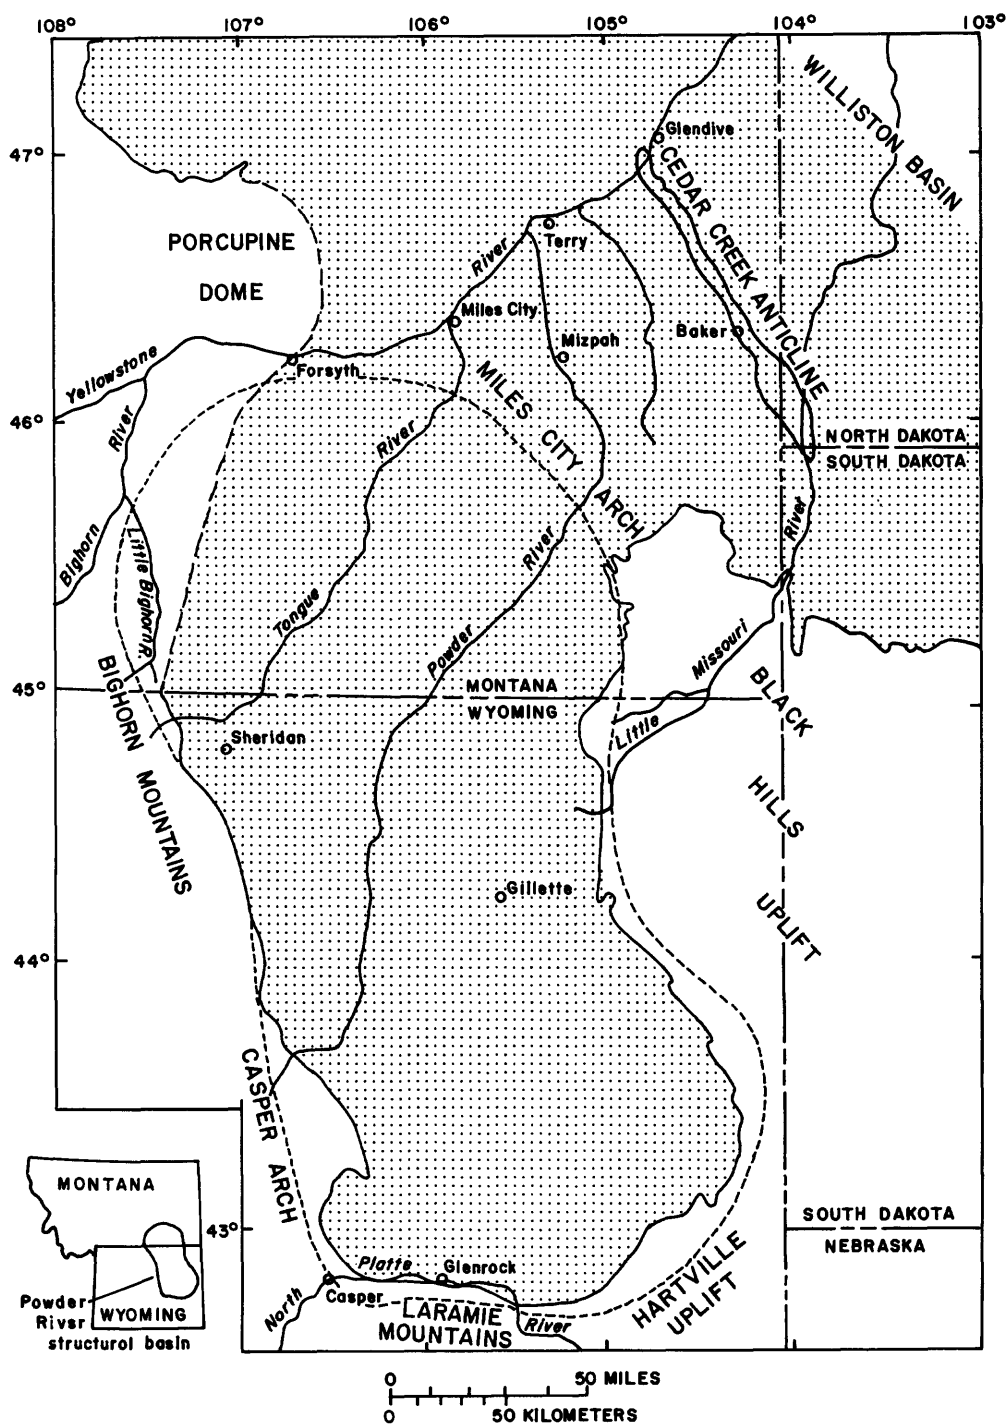 108° 107° 106° 105° 104° 103°
WILLISTON BASIN
Glendive
47°
CEDAR CREEK ANTICLINE
PORCUPINE
DOME
Terry
River
Miles City
Baker
Mizpah
Yellowstone
Forsyth
MILES CITY ARCH
46°
River
River
NORTH DAKOTA
SOUTH DAKOTA
River
River
Bighorn
Little Bighorn R.
Tongue
Powder
Missouri
Little
45°
MONTANA
WYOMING
BIGHORN MOUNTAINS
Sheridan
BLACK
HILLS
UPLIFT
Gillette
44°
CASPER ARCH
MONTANA
43°
SOUTH DAKOTA
NEBRASKA
Platte
Glenrock
HARTVILLE
UPLIFT
North
Casper
LARAMIE
MOUNTAINS
River
Powder
Rivsr
structurol basin
WYOMING
0 50 MILES
0 50 KILOMETERS